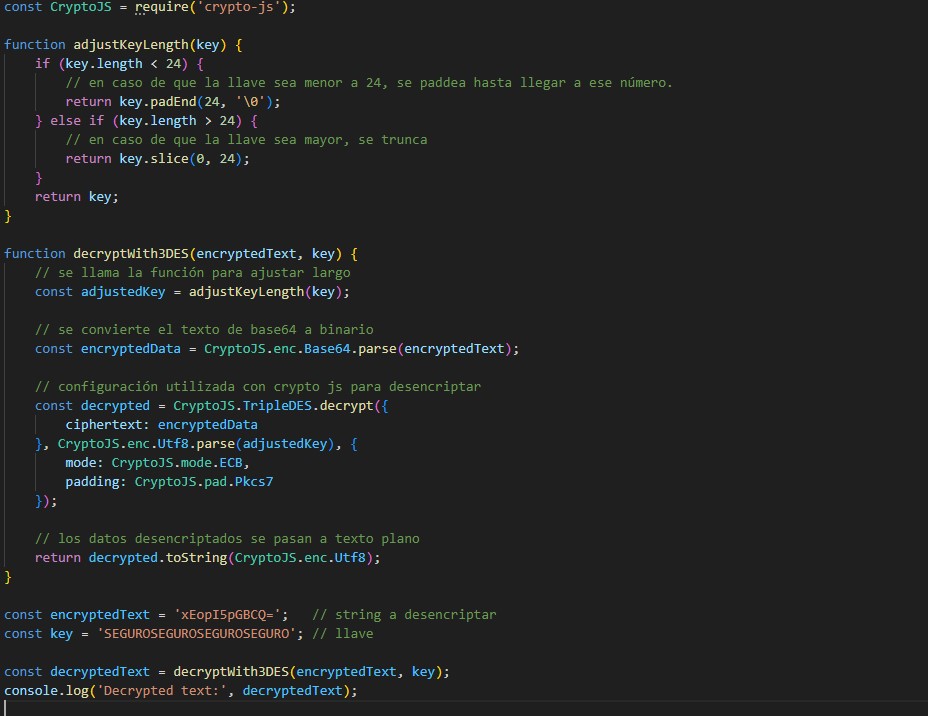 const CryptoJS = require('crypto-js');
function adjustKeyLength(key) {
if (key.length < 24) {
// en caso de que la llave sea menor a 24, se paddea hasta llegar a ese número.
return key.padEnd(24, '\0');
} else if (key.length > 24) {
// en caso de que la llave sea mayor, se trunca
return key.slice(0, 24);
}
return key;
}
function decryptWith3DES(encryptedText, key) {
// se llama la función para ajustar largo
const adjustedKey = adjustKeyLength(key);
// se convierte el texto de base64 a binario
const encryptedData = CryptoJS.enc.Base64.parse(encryptedText);
// configuración utilizada con crypto js para desencriptar
const decrypted = CryptoJS.TripleDES.decrypt({
ciphertext: encryptedData
}, CryptoJS.enc.Utf8.parse(adjustedKey), {
mode: CryptoJS.mode.ECB,
padding: CryptoJS.pad.Pkcs7
});
// los datos desencriptados se pasan a texto plano
return decrypted.toString(CryptoJS.enc.Utf8);
}
const encryptedText = 'xEopI5pGBCQ='; // string a desencriptar
const key = 'SEGUROSEGUROSEGUROSEGURO'; // llave
const decryptedText = decryptWith3DES(encryptedText, key);
console.log('Decrypted text:', decryptedText);